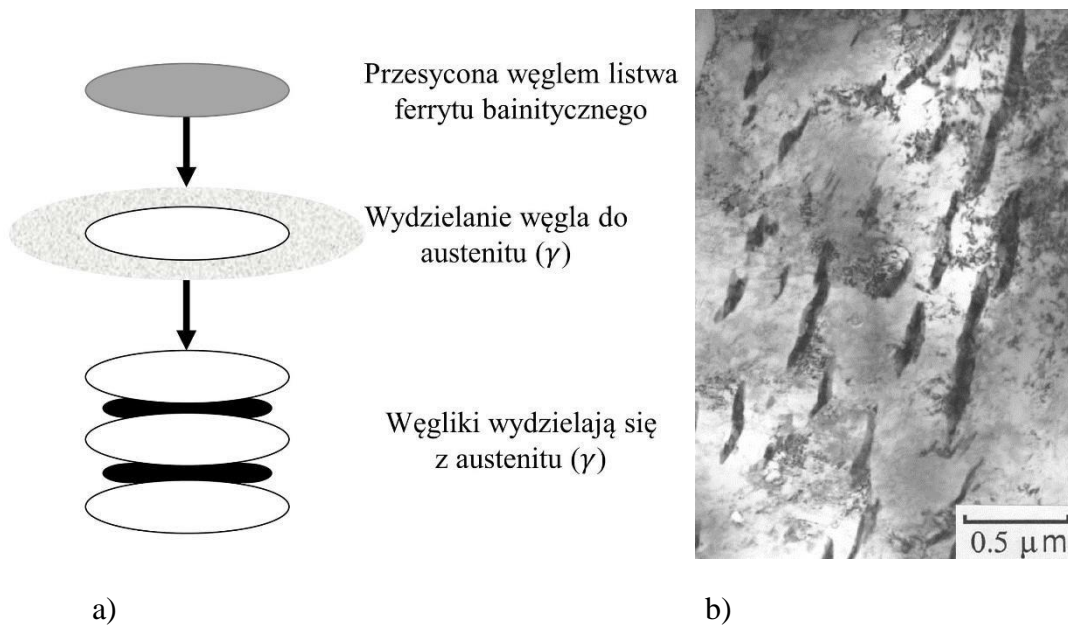 Przesycona węglem listwa
ferrytu bainitycznego
Wydzielanie węgla do
austenitu (γ)
Węgliki wydzielają się
z austenitu (γ)
0.5 μm
a)
b)